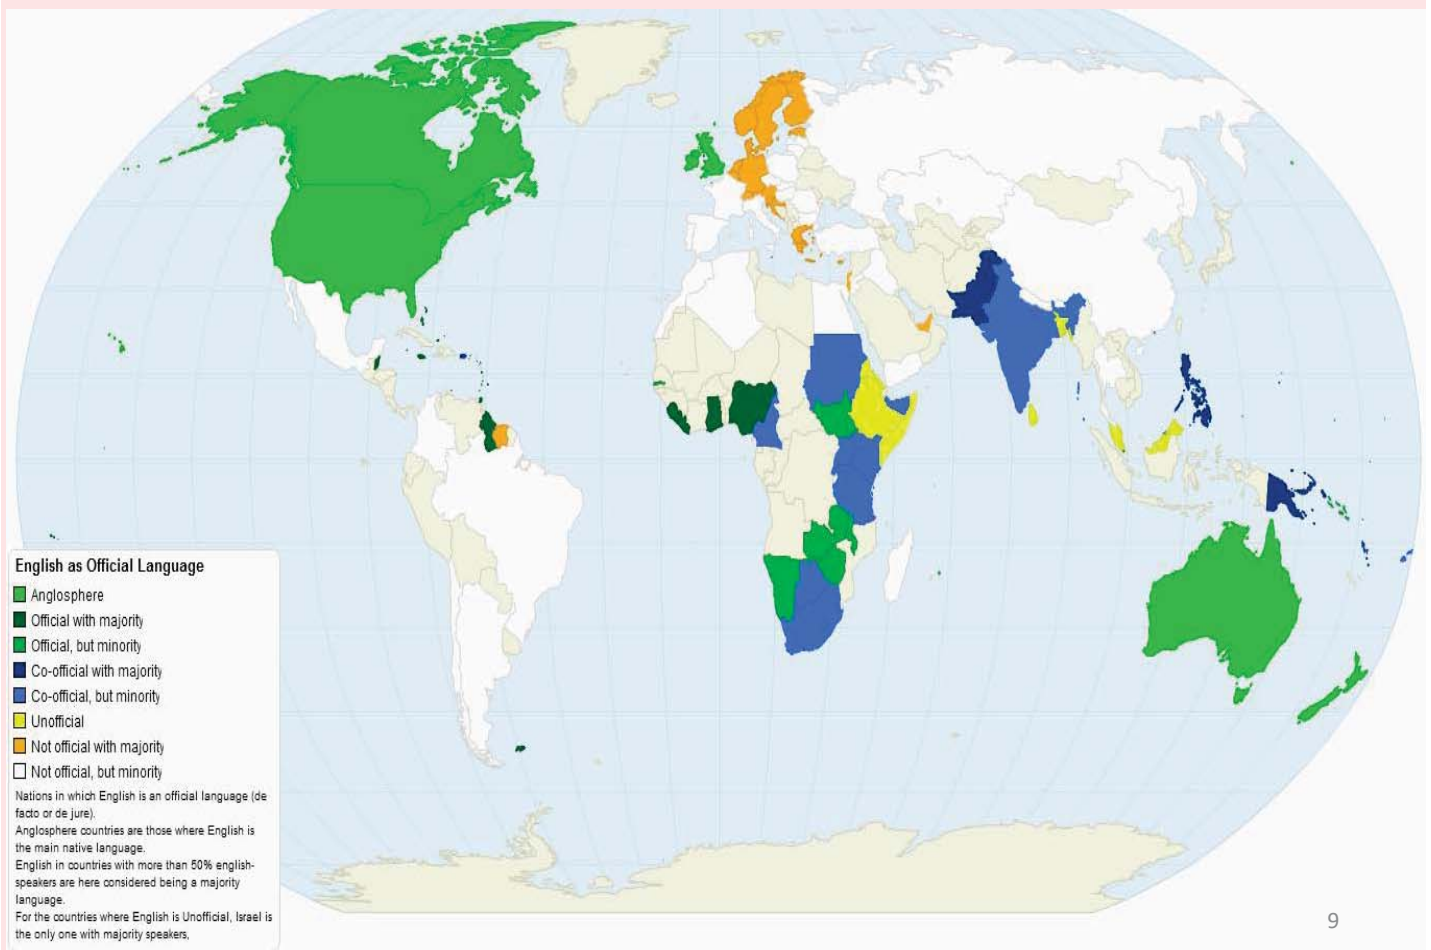 English as Official Language
Anglosphere
Official with majority
Official, but minority
Co-official with majority
Co-official, but minority
Unofficial
Not official with majority
Not official, but minority
Nations in which English is an official language (de
facto or de jure).
Anglosphere countries are those where English is
the main native language.
English in countries with more than 50% english-
speakers are here considered being a majority
language.
For the countries where English is Unofficial, Israel is
the only one with majority speakers,
9